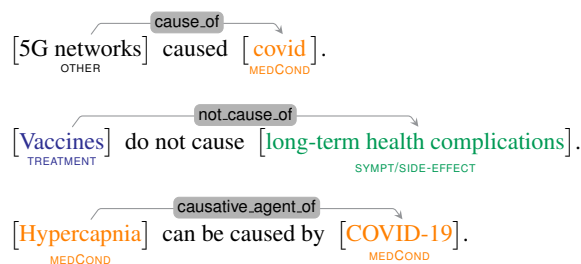 cause_of
[5G networks] caused [covid].
OTHER MEDCOND
not_cause_of
[Vaccines] do not cause [long-term health complications].
TREATMENT SYMPT/SIDE-EFFECT
causative_agent_of
[Hypercapnia] can be caused by [COVID-19].
MEDCOND MEDCOND